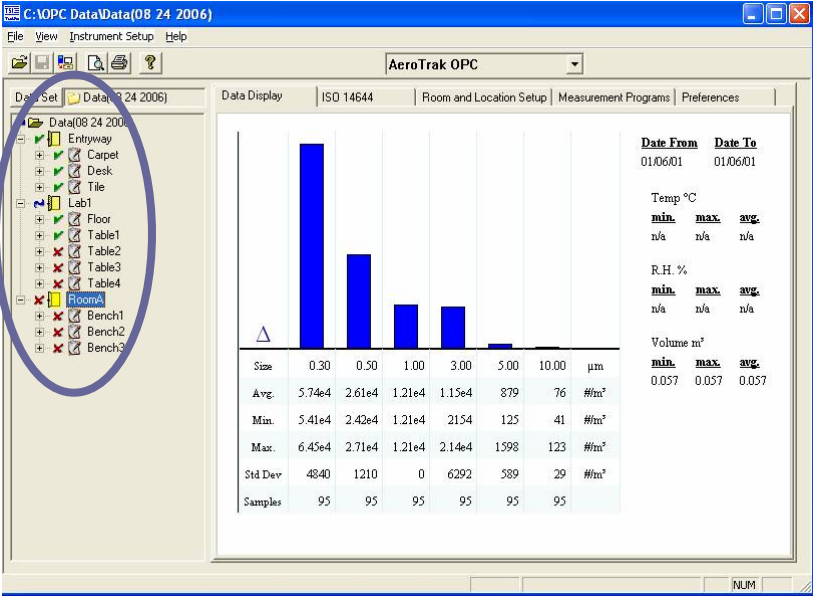 TSI C:\OPC Data\Data(08 24 2006)
File View Instrument Setup Help
AeroTrak OPC
Data Set Data(08 24 2006)
Data(08 24 2006)
Entryway
Carpet
Desk
Tile
Lab1
Floor
Table1
Table2
Table3
Table4
RoomA
Bench1
Bench2
Bench3
Data Display ISO 14644 Room and Location Setup Measurement Programs Preferences
Δ
Size 0.30 0.50 1.00 3.00 5.00 10.00 µm
Avg. 5.74e4 2.61e4 1.21e4 1.15e4 879 76 #/m³
Min. 5.41e4 2.42e4 1.21e4 2154 125 41 #/m³
Max. 6.45e4 2.71e4 1.21e4 2.14e4 1598 123 #/m³
Std Dev 4840 1210 0 6292 589 29 #/m³
Samples 95 95 95 95 95 95
Date From Date To
01/06/01 01/06/01
Temp °C
min. max. avg.
n/a n/a n/a
R.H. %
min. max. avg.
n/a n/a n/a
Volume m³
min. max. avg.
0.057 0.057 0.057
NUM